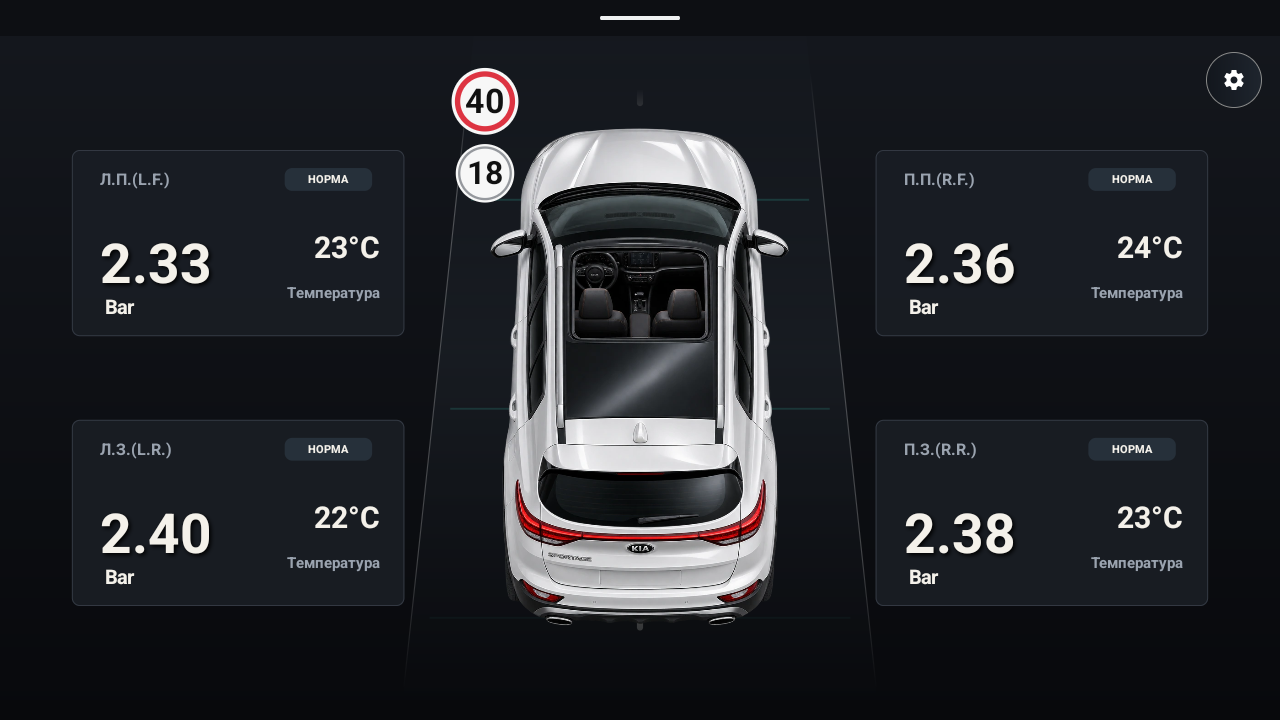 40
18
Л.П.(L.F.)
НОРМА
2.33
Bar
23°C
Температура
П.П.(R.F.)
НОРМА
2.36
Bar
24°C
Температура
Л.З.(L.R.)
НОРМА
2.40
Bar
22°C
Температура
П.З.(R.R.)
НОРМА
2.38
Bar
23°C
Температура
KIA
SPORTAGE